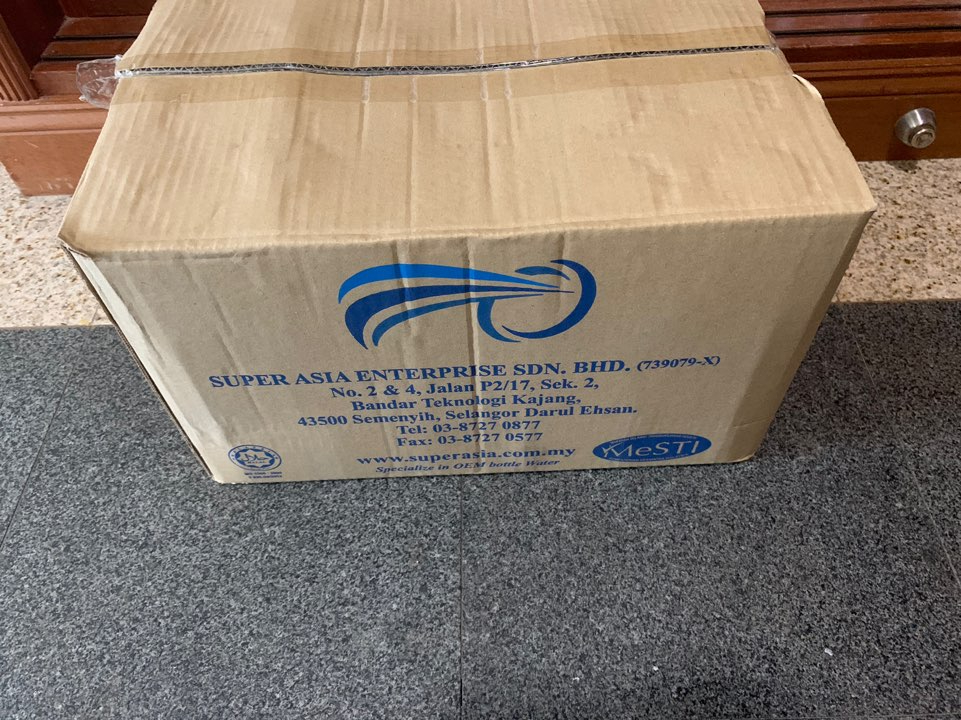 SUPER ASIA ENTERPRISE SDN. BHD. (739079-X)
No. 2 & 4, Jalan P2/17, Sek. 2,
Bandar Teknologi Kajang,
43500 Semenyih, Selangor Darul Ehsan.
Tel: 03-8727 0877
Fax: 03-8727 0577
www.superasia.com.my
Specialize in OEM bottle Water
MeSTI